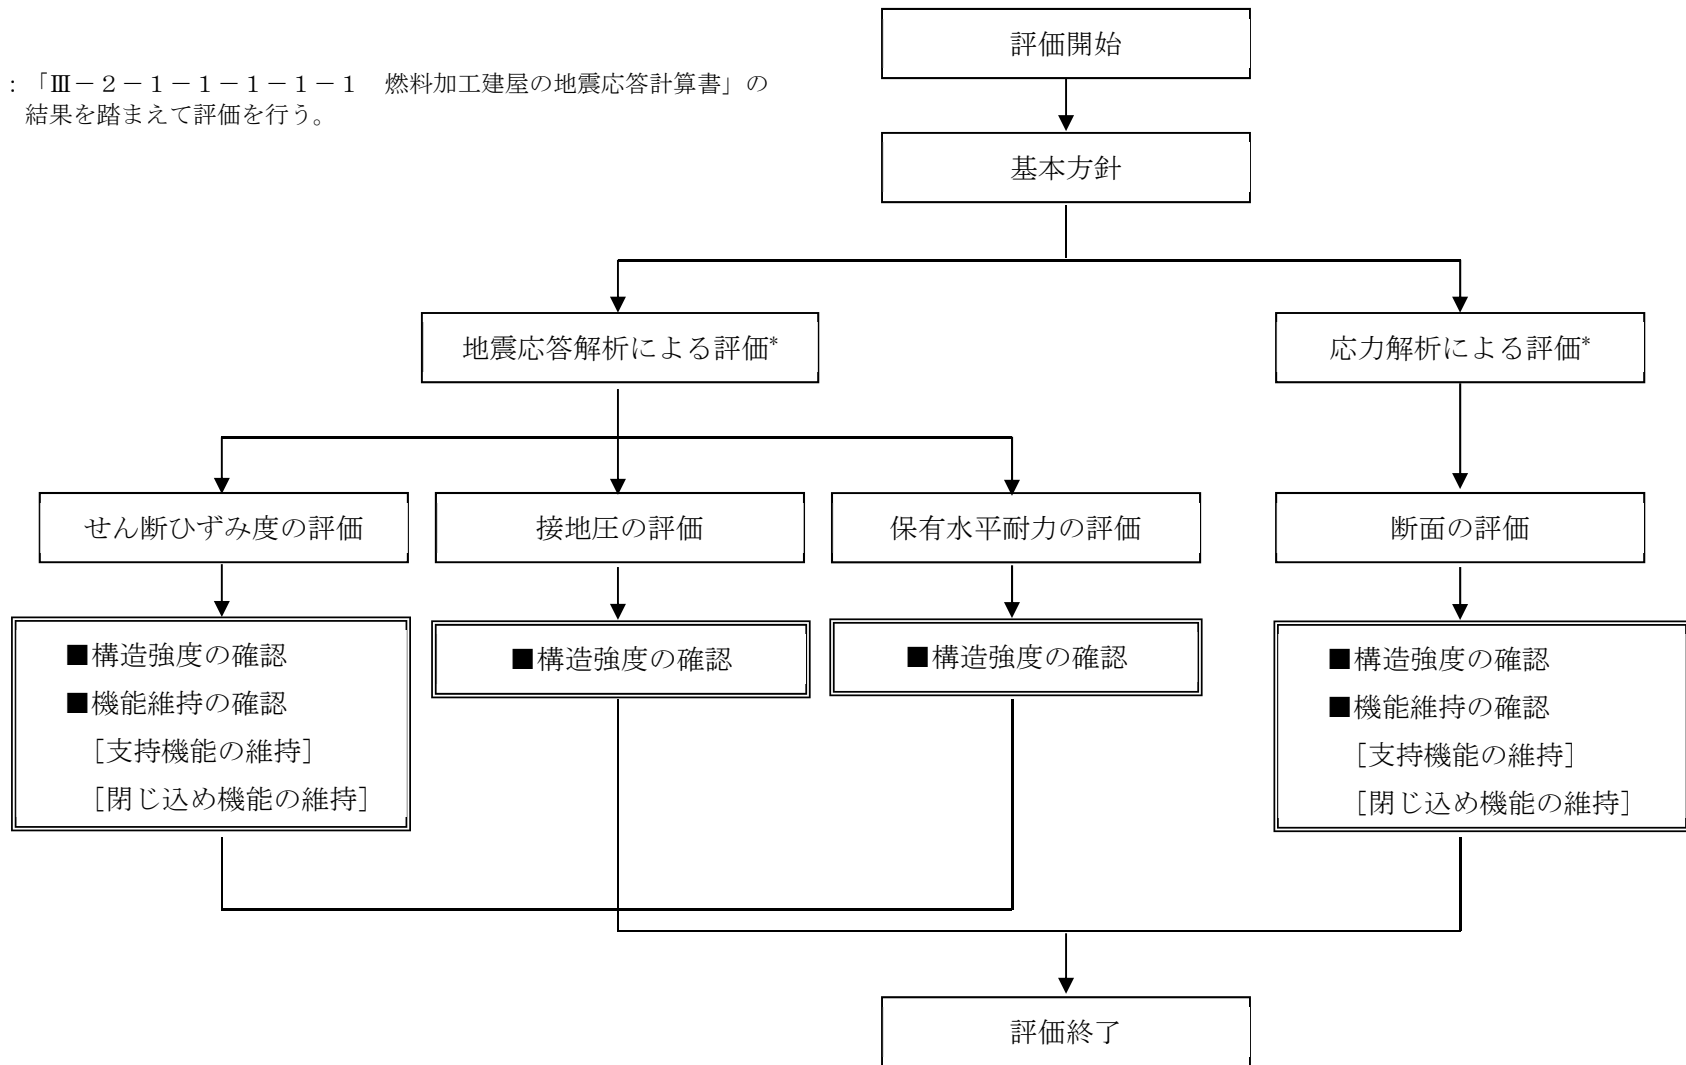 評価開始
:「Ⅲ-2-1-1-1-1-1 燃料加工建屋の地震応答計算書」の
結果を踏まえて評価を行う。
基本方針
地震応答解析による評価*
応力解析による評価*
せん断ひずみ度の評価
接地圧の評価
保有水平耐力の評価
断面の評価
■構造強度の確認
■機能維持の確認
［支持機能の維持］
［閉じ込め機能の維持］
■構造強度の確認
■構造強度の確認
■構造強度の確認
■機能維持の確認
［支持機能の維持］
［閉じ込め機能の維持］
評価終了